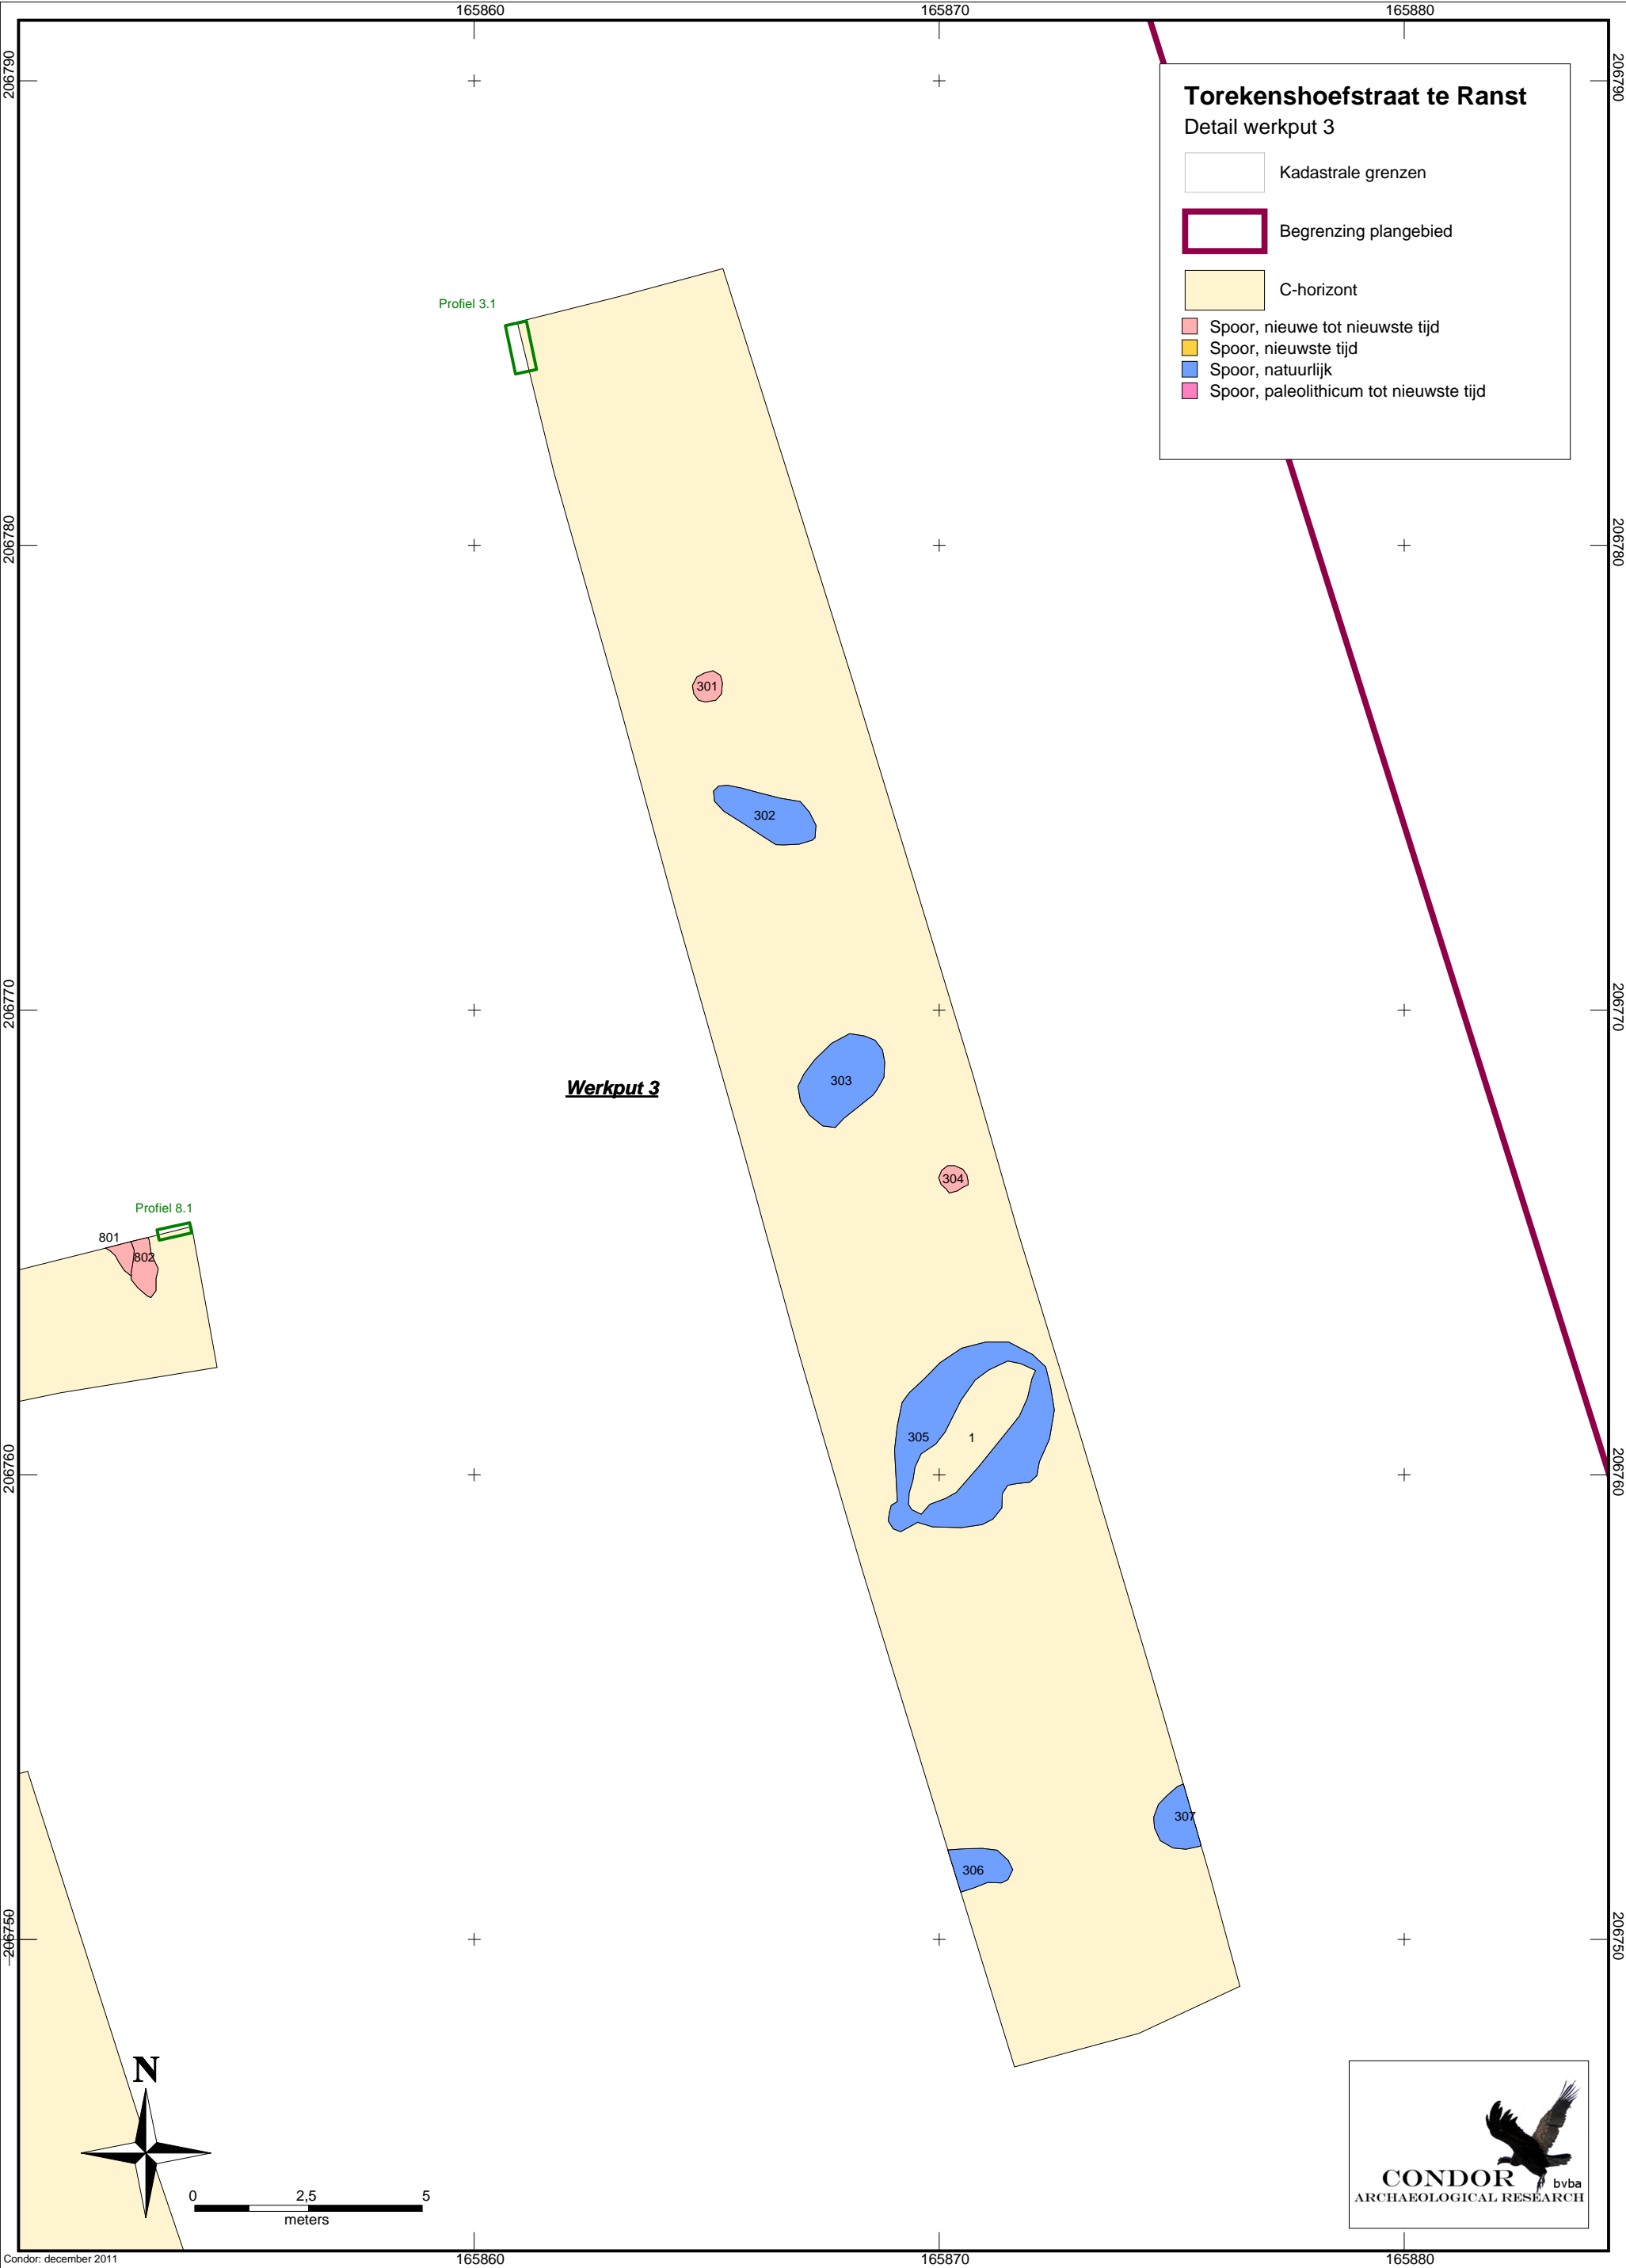 165860
165870
165880
206790
206790
Torekenshoefstraat te Ranst
Detail werkput 3
Kadastrale grenzen
Begrenzing plangebied
C-horizont
Spoor, nieuwe tot nieuwste tijd
Spoor, nieuwste tijd
Spoor, natuurlijk
Spoor, paleolithicum tot nieuwste tijd
Profiel 3.1
206780
206780
301
302
206770
206770
303
Werkput 3
304
Profiel 8.1
801
802
305
1
206760
206760
307
306
206750
206750
N
0
2,5
5
meters
CONDOR bvba
ARCHAEOLOGICAL RESEARCH
Condor: december 2011
165860
165870
165880